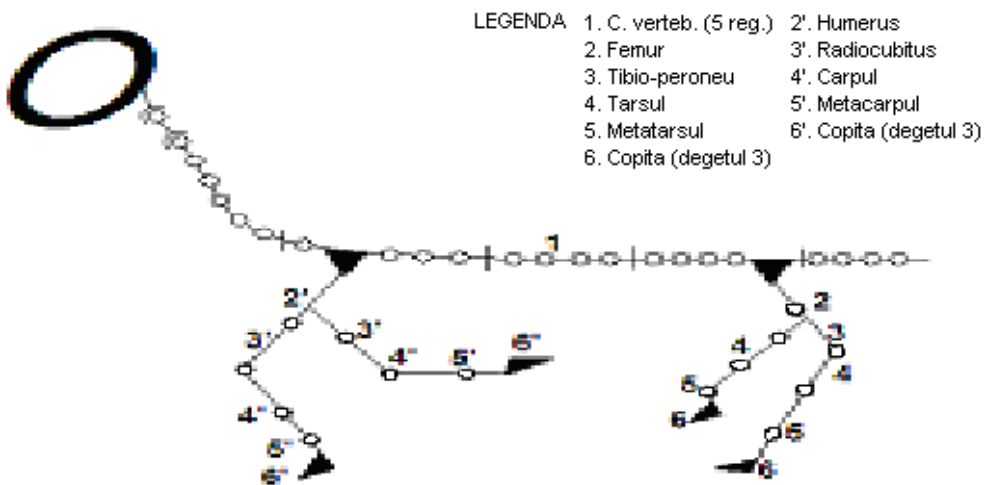 LEGENDA 1. C. verteb. (5 reg.) 2'. Humerus
2. Femur 3'. Radiocubitus
3. Tibio-peroneu 4'. Carpul
4. Tarsul 5'. Metacarpul
5. Metatarsul 6'. Copita (degetul 3)
6. Copita (degetul 3)
1
2' 2
3' 3' 6" 3
4" 5' 4 4
4" 5
5" 6 5
6" 6